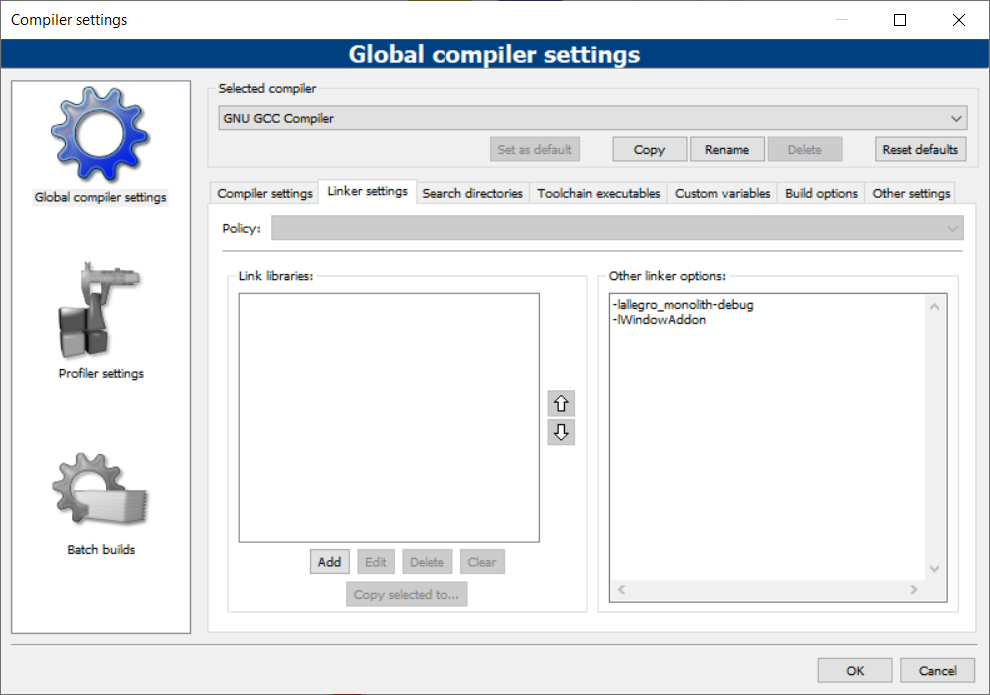 Compiler settings
Global compiler settings
Global compiler settings
Profiler settings
Batch builds
Selected compiler
GNU GCC Compiler
Set as default Copy Rename Delete Reset defaults
Compiler settings Linker settings Search directories Toolchain executables Custom variables Build options Other settings
Policy:
Link libraries:
Add Edit Delete Clear
Copy selected to...
Other linker options:
-lallegro_monolith-debug
-lWindowAddon
OK Cancel